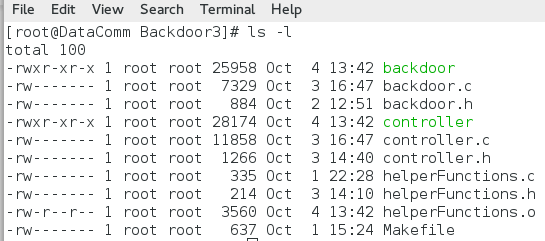 File Edit View Search Terminal Help
[root@DataComm Backdoor3]# ls -l
total 100
-rwxr-xr-x 1 root root 25958 Oct  4 13:42 backdoor
-rw------- 1 root root  7329 Oct  3 16:47 backdoor.c
-rw------- 1 root root   884 Oct  2 12:51 backdoor.h
-rwxr-xr-x 1 root root 28174 Oct  4 13:42 controller
-rw------- 1 root root 11858 Oct  3 16:47 controller.c
-rw------- 1 root root  1266 Oct  3 14:40 controller.h
-rw------- 1 root root   335 Oct  1 22:28 helperFunctions.c
-rw------- 1 root root   214 Oct  3 14:10 helperFunctions.h
-rw-r--r-- 1 root root  3560 Oct  4 13:42 helperFunctions.o
-rw------- 1 root root   637 Oct  1 15:24 Makefile